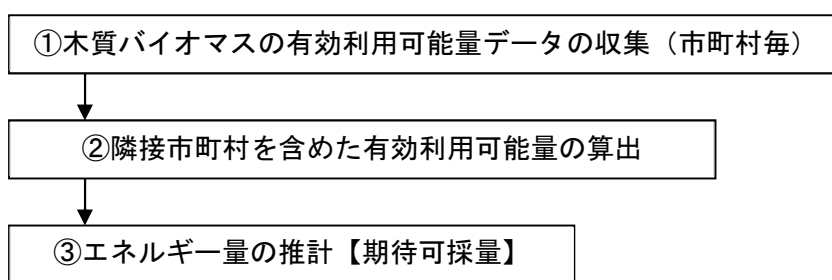 ①木質バイオマスの有効利用可能量データの収集（市町村毎）
②隣接市町村を含めた有効利用可能量の算出
③エネルギー量の推計【期待可採量】